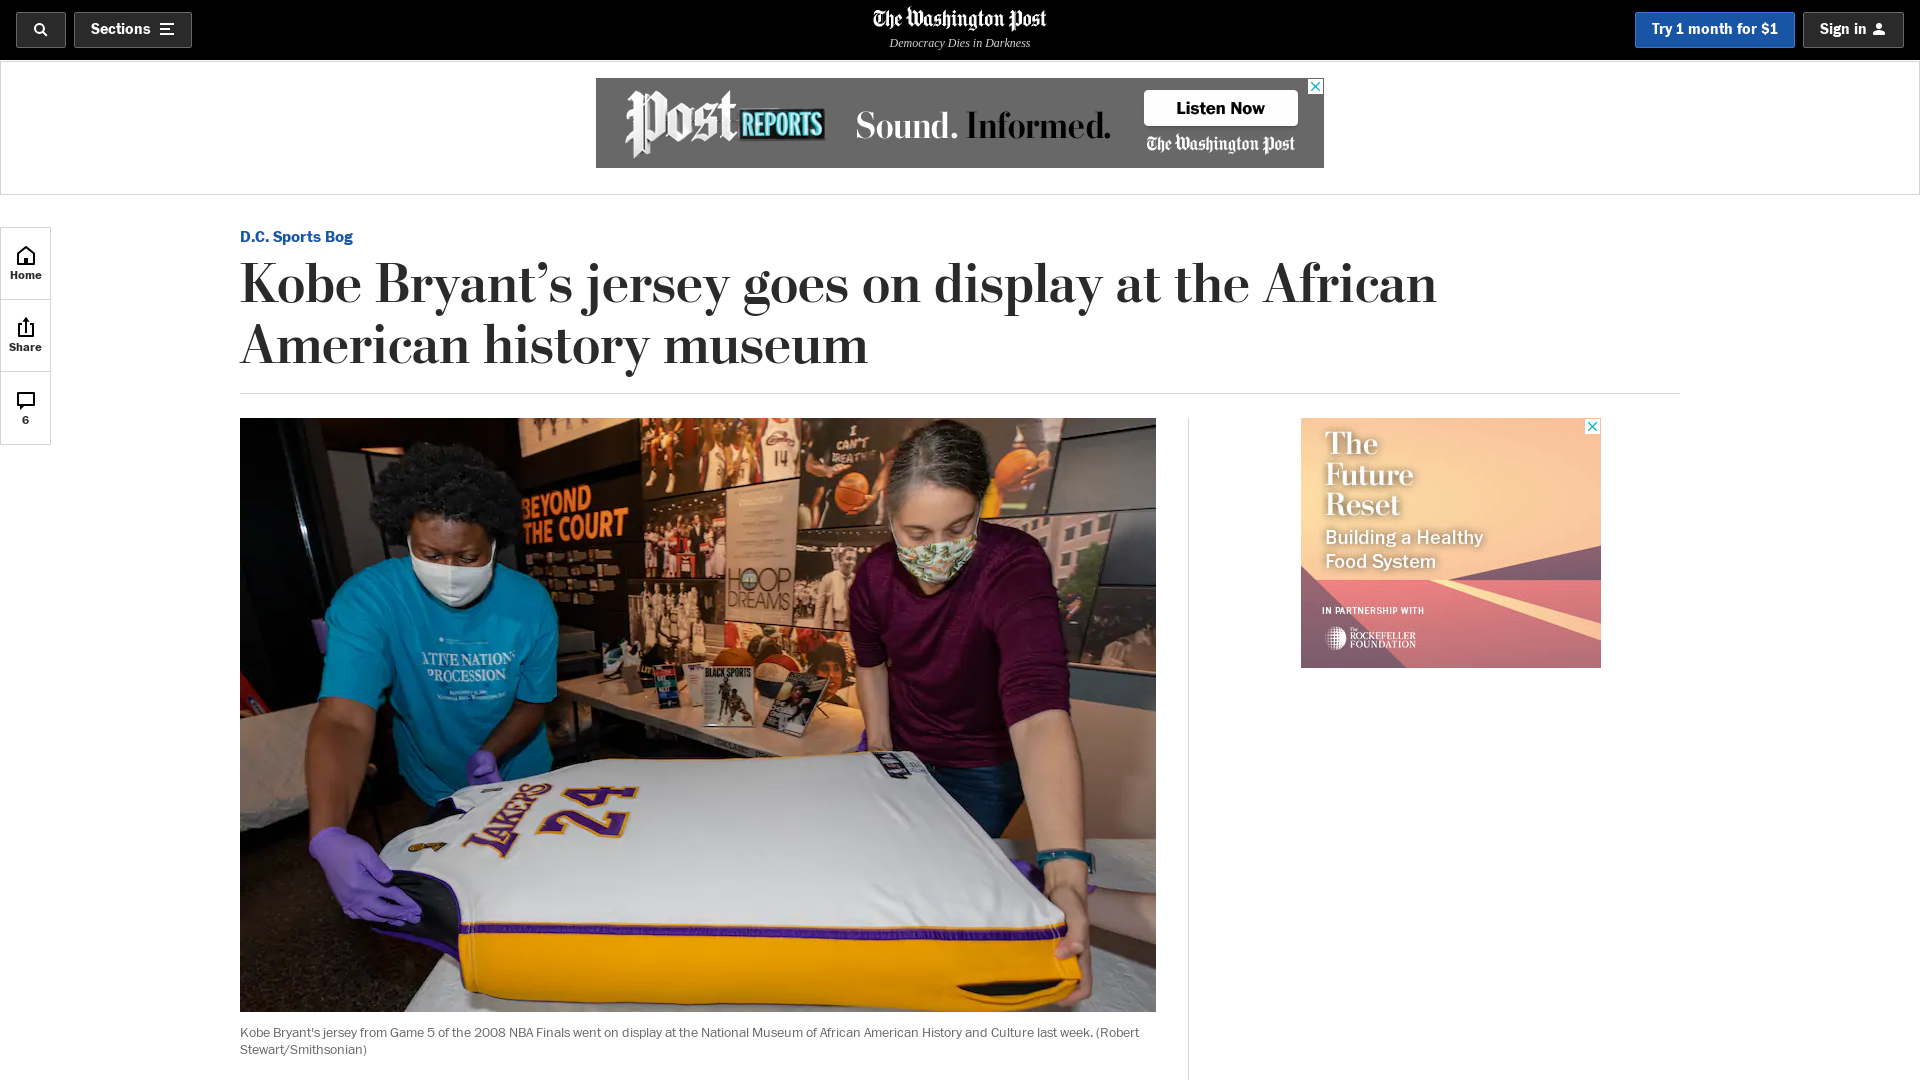 Sections
The Washington Post
Democracy Dies in Darkness
Try 1 month for $1
Sign in
Post REPORTS
Sound. Informed.
Listen Now
The Washington Post
Home
Share
6
D.C. Sports Bog
Kobe Bryant’s jersey goes on display at the African
American history museum
BEYOND
THE COURT
14
I CAN'T
BREATHE
HOOP
DREAMS
BLACK SPORTS
ATIVE NATION
PROCESSION
LAKERS
24
Kobe Bryant's jersey from Game 5 of the 2008 NBA Finals went on display at the National Museum of African American History and Culture last week. (Robert
Stewart/Smithsonian)
The
Future
Reset
Building a Healthy
Food System
IN PARTNERSHIP WITH
The
ROCKEFELLER
FOUNDATION